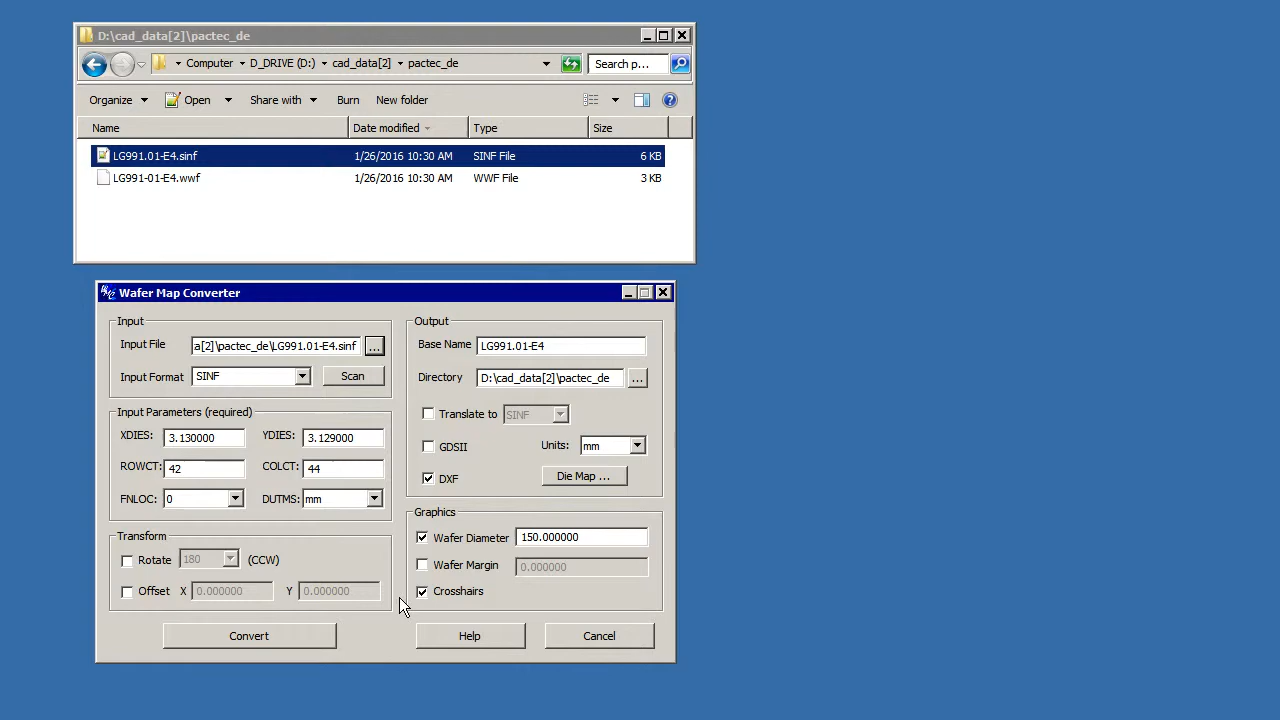 D:\cad_data[2]\pactec_de
Computer D_DRIVE (D:) cad_data[2] pactec_de Search p...
Organize Open Share with Burn New folder
Name Date modified Type Size
LG991.01-E4.sinf 1/26/2016 10:30 AM SINF File 6 KB
LG991-01-E4.wwf 1/26/2016 10:30 AM WWF File 3 KB
Wafer Map Converter
Input
Input File a[2]\pactec_de\LG991.01-E4.sinf ...
Input Format SINF Scan
Input Parameters (required)
XDIES: 3.130000 YDIES: 3.129000
ROWCT: 42 COLCT: 44
FNLOC: 0 DUTMS: mm
Transform
Rotate 180 (CCW)
Offset X 0.000000 Y 0.000000
Output
Base Name LG991.01-E4
Directory D:\cad_data[2]\pactec_de ...
Translate to SINF
GDSII Units: mm
DXF Die Map ...
Graphics
Wafer Diameter 150.000000
Wafer Margin 0.000000
Crosshairs
Convert Help Cancel